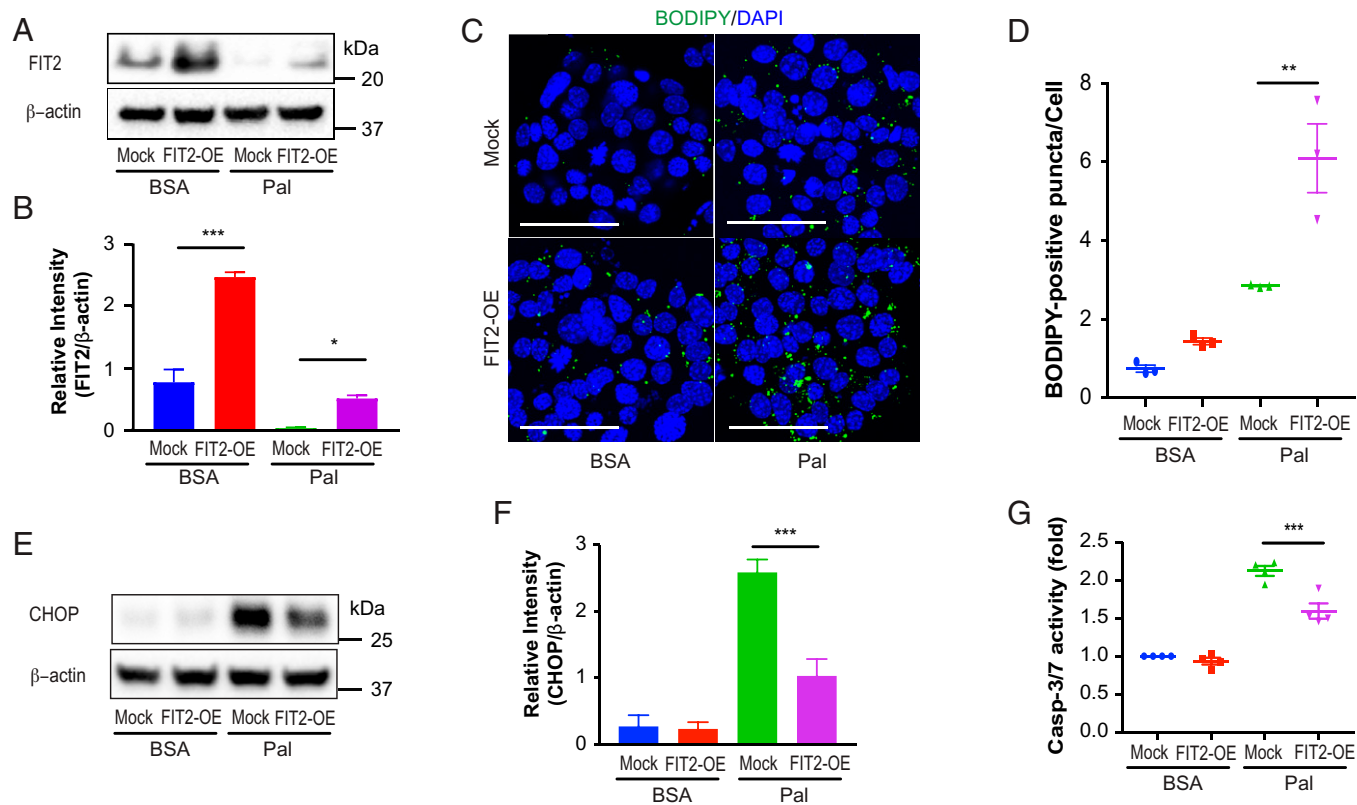 A
FIT2
kDa
20
β–actin
37
Mock FIT2-OE Mock FIT2-OE
BSA Pal
B
Relative Intensity
(FIT2/β-actin)
3
2
1
0
***
*
Mock FIT2-OE Mock FIT2-OE
BSA Pal
C
BODIPY/DAPI
Mock
FIT2-OE
BSA Pal
D
BODIPY-positive puncta/Cell
8
6
4
2
0
**
Mock FIT2-OE Mock FIT2-OE
BSA Pal
E
CHOP
kDa
25
β–actin
37
Mock FIT2-OE Mock FIT2-OE
BSA Pal
F
Relative Intensity
(CHOP/β-actin)
3
2
1
0
***
Mock FIT2-OE Mock FIT2-OE
BSA Pal
G
Casp-3/7 activity (fold)
2.5
2.0
1.5
1.0
0.5
0.0
***
Mock FIT2-OE Mock FIT2-OE
BSA Pal